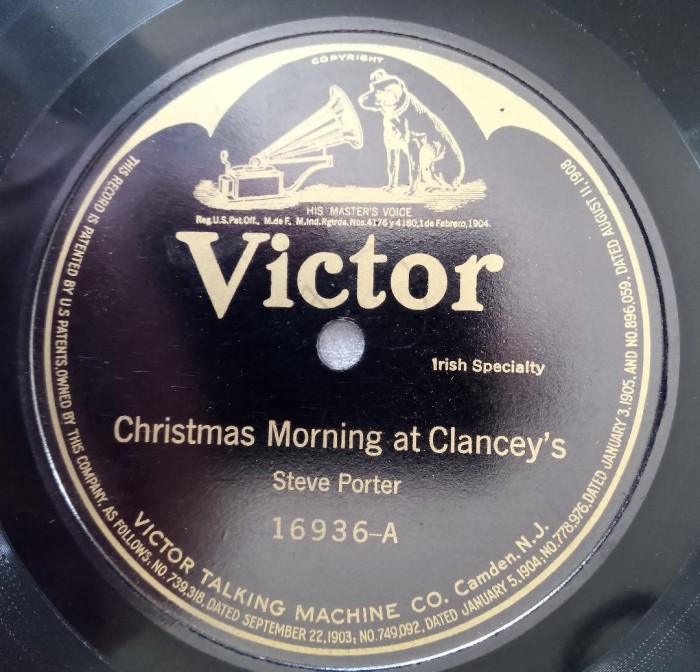 COPYRIGHT
HIS MASTER'S VOICE
Reg.U.S.Pat.Off., M.de F., M.Ind.Rgtrda.Nos.4176 y 4180,1 de Febrero,1904
Victor
Irish Specialty
Christmas Morning at Clancey's
Steve Porter
16936-A
VICTOR TALKING MACHINE CO. Camden, N.J.
THIS RECORD IS PATENTED BY U S PATENTS, OWNED BY THIS COMPANY, AS FOLLOWS: NO. 739,318, DATED SEPTEMBER 22, 1903; NO. 749,092, DATED JANUARY 5, 1904; NO. 778,976, DATED JANUARY 3, 1905, AND NO. 896,059, DATED AUGUST 11, 1908